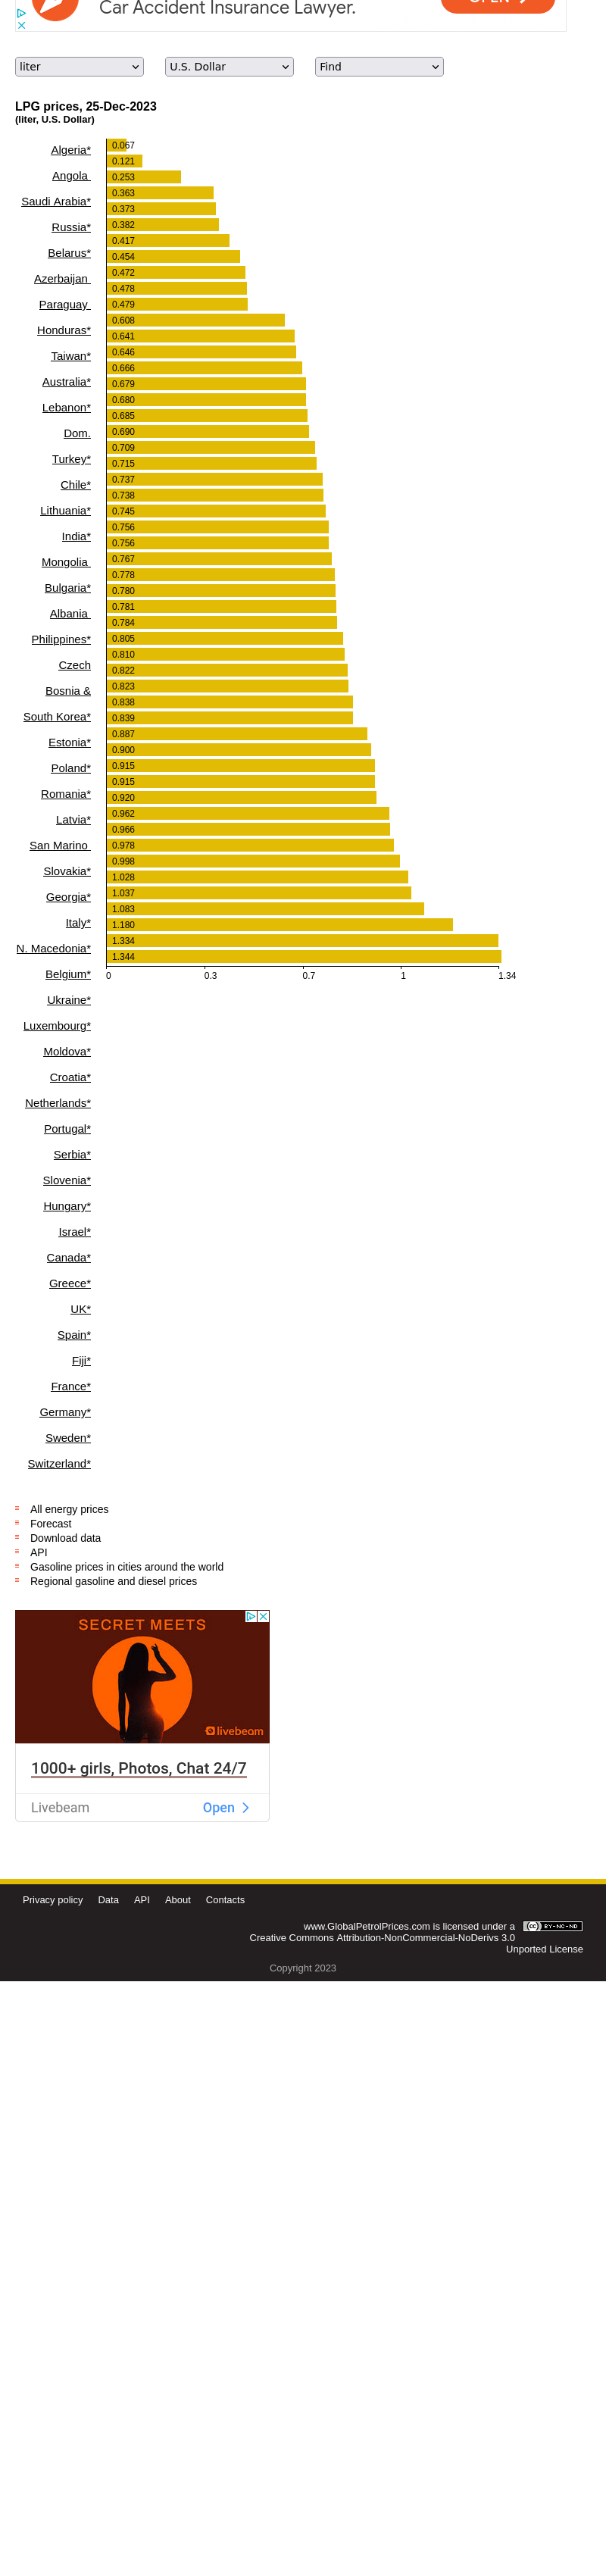 Car Accident Insurance Lawyer.
liter
U.S. Dollar
Find
LPG prices, 25-Dec-2023
(liter, U.S. Dollar)
Algeria*
Angola
Saudi Arabia*
Russia*
Belarus*
Azerbaijan
Paraguay
Honduras*
Taiwan*
Australia*
Lebanon*
Dom.
Turkey*
Chile*
Lithuania*
India*
Mongolia
Bulgaria*
Albania
Philippines*
Czech
Bosnia &
South Korea*
Estonia*
Poland*
Romania*
Latvia*
San Marino
Slovakia*
Georgia*
Italy*
N. Macedonia*
Belgium*
Ukraine*
Luxembourg*
Moldova*
Croatia*
Netherlands*
Portugal*
Serbia*
Slovenia*
Hungary*
Israel*
Canada*
Greece*
UK*
Spain*
Fiji*
France*
Germany*
Sweden*
Switzerland*
0.067
0.121
0.253
0.363
0.373
0.382
0.417
0.454
0.472
0.478
0.479
0.608
0.641
0.646
0.666
0.679
0.680
0.685
0.690
0.709
0.715
0.737
0.738
0.745
0.756
0.756
0.767
0.778
0.780
0.781
0.784
0.805
0.810
0.822
0.823
0.838
0.839
0.887
0.900
0.915
0.915
0.920
0.962
0.966
0.978
0.998
1.028
1.037
1.083
1.180
1.334
1.344
0 0.3 0.7 1 1.34
All energy prices
Forecast
Download data
API
Gasoline prices in cities around the world
Regional gasoline and diesel prices
SECRET MEETS
livebeam
1000+ girls, Photos, Chat 24/7
Livebeam Open
Privacy policy Data API About Contacts
www.GlobalPetrolPrices.com is licensed under a
BY-NC-ND
Creative Commons Attribution-NonCommercial-NoDerivs 3.0
Unported License
Copyright 2023